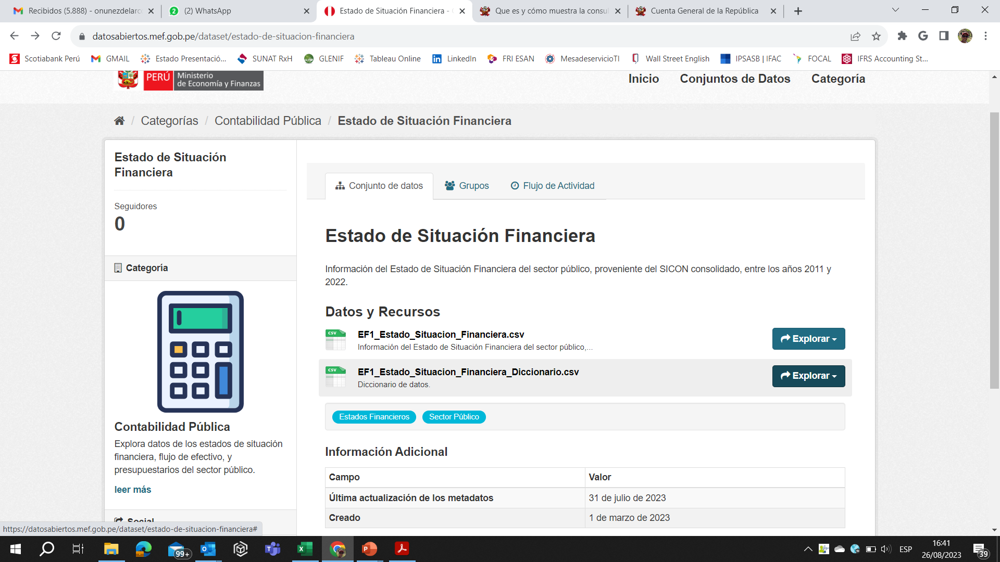 Recibidos (5.888) - onunezdelarc
(2) WhatsApp
Estado de Situación Financiera -
Que es y cómo muestra la consul
Cuenta General de la República
datosabiertos.mef.gob.pe/dataset/estado-de-situacion-financiera
Scotiabank Perú
GMAIL
Estado Presentació...
SUNAT RxH
GLENIF
Tableau Online
LinkedIn
FRI ESAN
MesadeservicioTI
Wall Street English
IPSASB | IFAC
FOCAL
IFRS Accounting St...
PERÚ
Ministerio
de Economía y Finanzas
Inicio
Conjuntos de Datos
Categoría
/ Categorías / Contabilidad Pública / Estado de Situación Financiera
Estado de Situación
Financiera
Seguidores
0
Categoría
Contabilidad Pública
Explora datos de los estados de situación
financiera, flujo de efectivo, y
presupuestarios del sector público.
leer más
Social
Conjunto de datos
Grupos
Flujo de Actividad
Estado de Situación Financiera
Información del Estado de Situación Financiera del sector público, proveniente del SICON consolidado, entre los años 2011 y
2022.
Datos y Recursos
CSV
EF1_Estado_Situacion_Financiera.csv
Información del Estado de Situación Financiera del sector público,...
Explorar
CSV
EF1_Estado_Situacion_Financiera_Diccionario.csv
Diccionario de datos.
Explorar
Estados Financieros
Sector Público
Información Adicional
Campo
Valor
Última actualización de los metadatos
31 de julio de 2023
Creado
1 de marzo de 2023
https://datosabiertos.mef.gob.pe/dataset/estado-de-situacion-financiera#
99+
ESP
16:41
26/08/2023
39